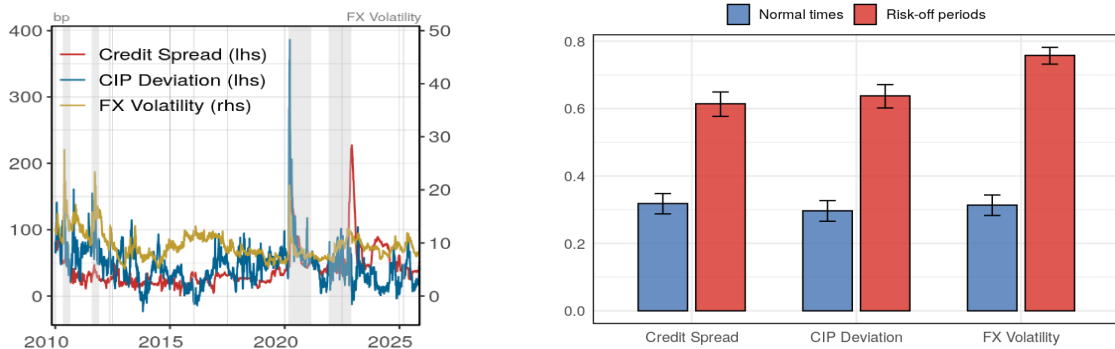 bp FX Volatility
400 50
Credit Spread (lhs)
CIP Deviation (lhs) 40
300
FX Volatility (rhs)
30
200
20
100 10
0 0
2010 2015 2020 2025
Normal times Risk-off periods
0.8
0.6
0.4
0.2
0.0
Credit Spread CIP Deviation FX Volatility